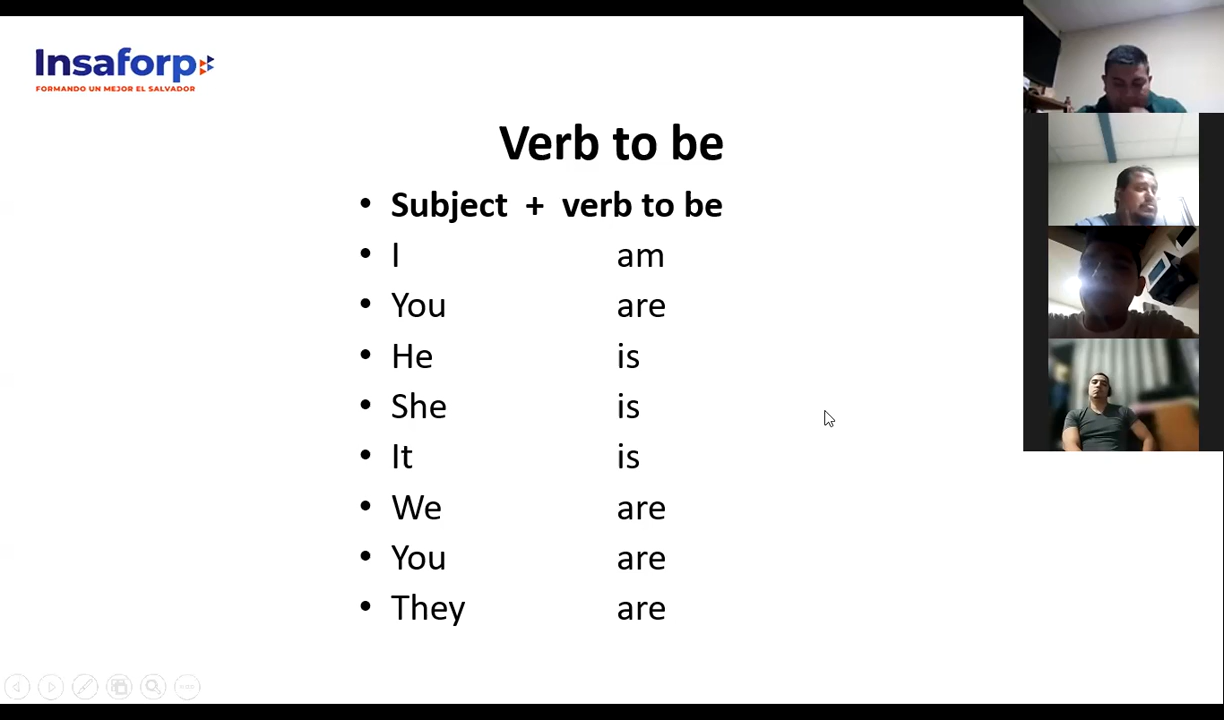 Insaforp
FORMANDO UN MEJOR EL SALVADOR
Verb to be
• Subject + verb to be
• I am
• You are
• He is
• She is
• It is
• We are
• You are
• They are